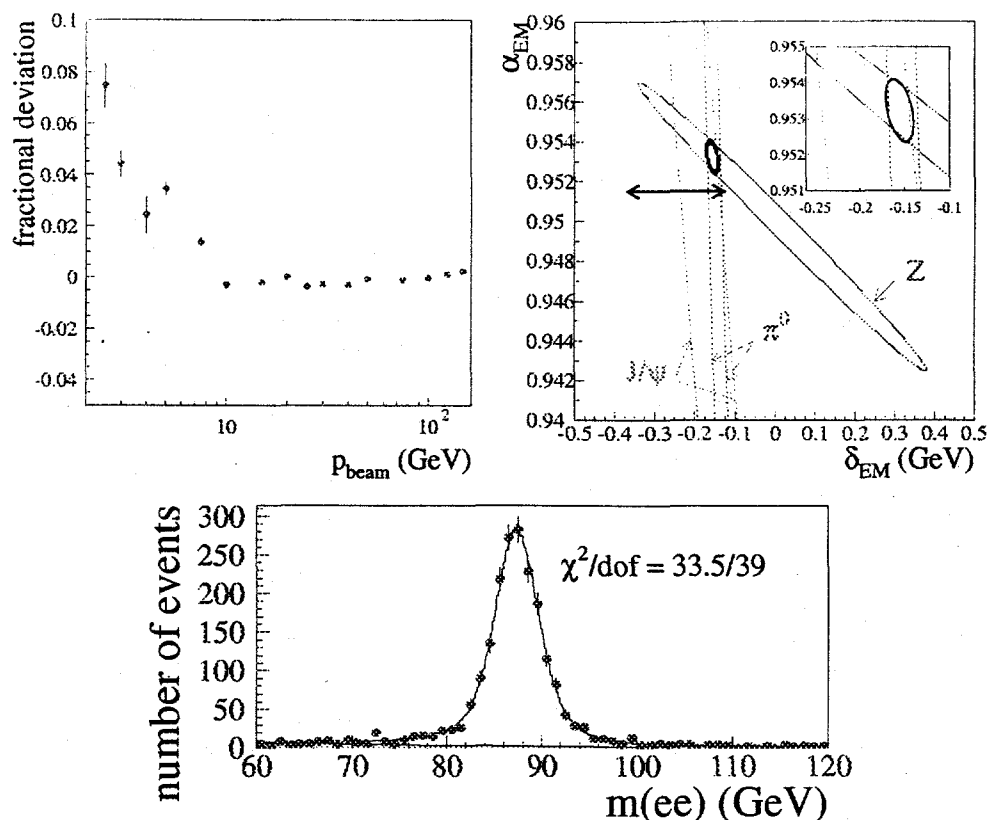 fractional deviation
0.1
0.08
0.06
0.04
0.02
0
-0.02
-0.04
10
10²
p_beam (GeV)
α_EM
0.96
0.958
0.956
0.954
0.952
0.95
0.948
0.946
0.944
0.942
0.94
-0.5 -0.4 -0.3 -0.2 -0.1 0 0.1 0.2 0.3 0.4 0.5
δ_EM (GeV)
0.955
0.954
0.953
0.952
0.951
-0.25 -0.2 -0.15 -0.1
Z
π⁰
J/ψ
number of events
300
250
200
150
100
50
0
60 70 80 90 100 110 120
m(ee) (GeV)
χ²/dof = 33.5/39